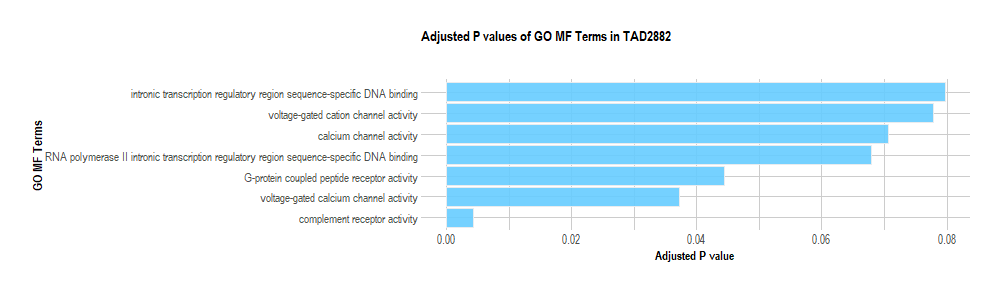 Adjusted P values of GO MF Terms in TAD2882
GO MF Terms
intronic transcription regulatory region sequence-specific DNA binding
voltage-gated cation channel activity
calcium channel activity
RNA polymerase II intronic transcription regulatory region sequence-specific DNA binding
G-protein coupled peptide receptor activity
voltage-gated calcium channel activity
complement receptor activity
0.00 0.02 0.04 0.06 0.08
Adjusted P value